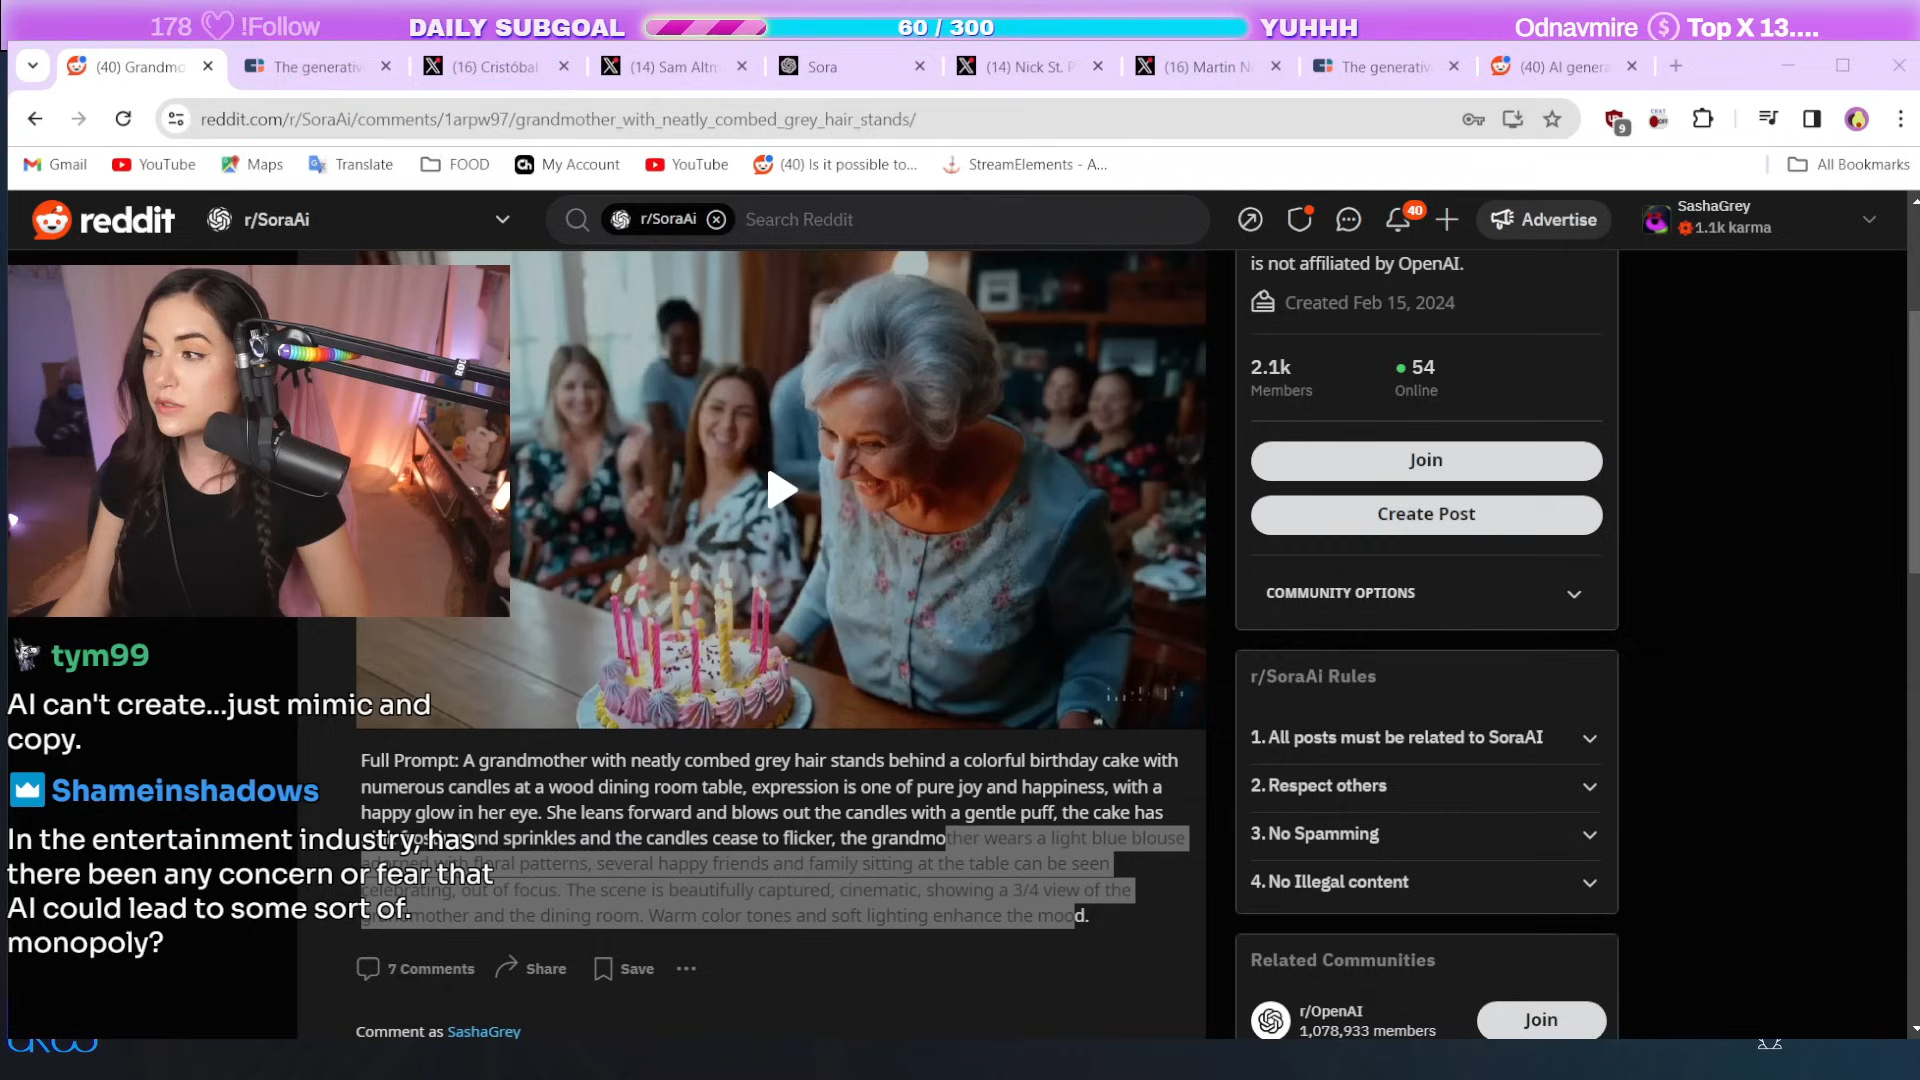 178 !Follow
DAILY SUBGOAL
60 / 300
YUHHH
Odnavmire
Top X 13....
(40) Grandmo
The generativ
(16) Cristóbal
(14) Sam Altm
Sora
(14) Nick St. P
(16) Martin N
The generativ
(40) AI genera
reddit.com/r/SoraAi/comments/1arpw97/grandmother_with_neatly_combed_grey_hair_stands/
9
Gmail
YouTube
Maps
Translate
FOOD
My Account
YouTube
(40) Is it possible to...
StreamElements - A...
All Bookmarks
reddit
r/SoraAi
r/SoraAi
Search Reddit
40
Advertise
SashaGrey
1.1k karma
is not affiliated by OpenAI.
Created Feb 15, 2024
2.1k
Members
54
Online
Join
Create Post
COMMUNITY OPTIONS
r/SoraAi Rules
1. All posts must be related to SoraAI
2. Respect others
3. No Spamming
4. No Illegal content
Related Communities
r/OpenAI
1,078,933 members
Join
tym99
AI can't create...just mimic and
copy.
Shameinshadows
In the entertainment industry, has
there been any concern or fear that
AI could lead to some sort of.
monopoly?
Full Prompt: A grandmother with neatly combed grey hair stands behind a colorful birthday cake with
numerous candles at a wood dining room table, expression is one of pure joy and happiness, with a
happy glow in her eye. She leans forward and blows out the candles with a gentle puff, the cake has
and sprinkles and the candles cease to flicker, the grandmother wears a light blue blouse
adorned with floral patterns, several happy friends and family sitting at the table can be seen
celebrating, out of focus. The scene is beautifully captured, cinematic, showing a 3/4 view of the
grandmother and the dining room. Warm color tones and soft lighting enhance the mood.
7 Comments
Share
Save
Comment as SashaGrey